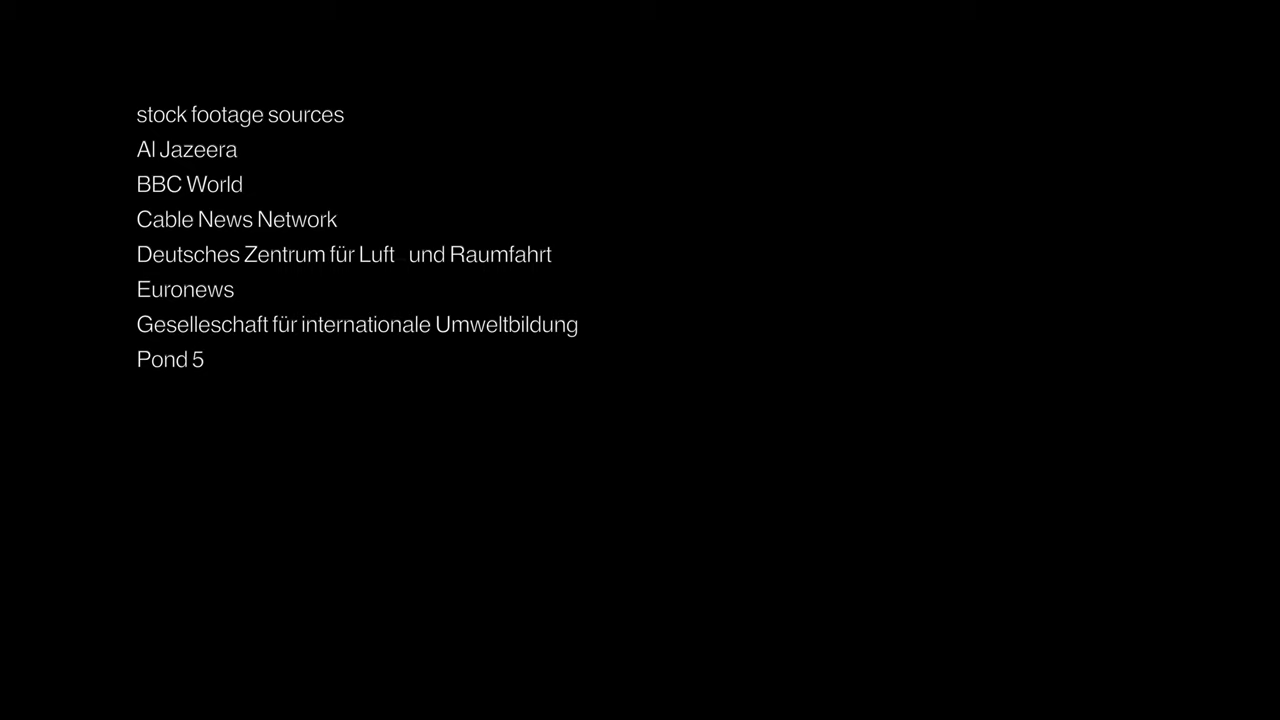 stock footage sources
Al Jazeera
BBC World
Cable News Network
Deutsches Zentrum für Luft und Raumfahrt
Euronews
Geselleschaft für internationale Umweltbildung
Pond 5